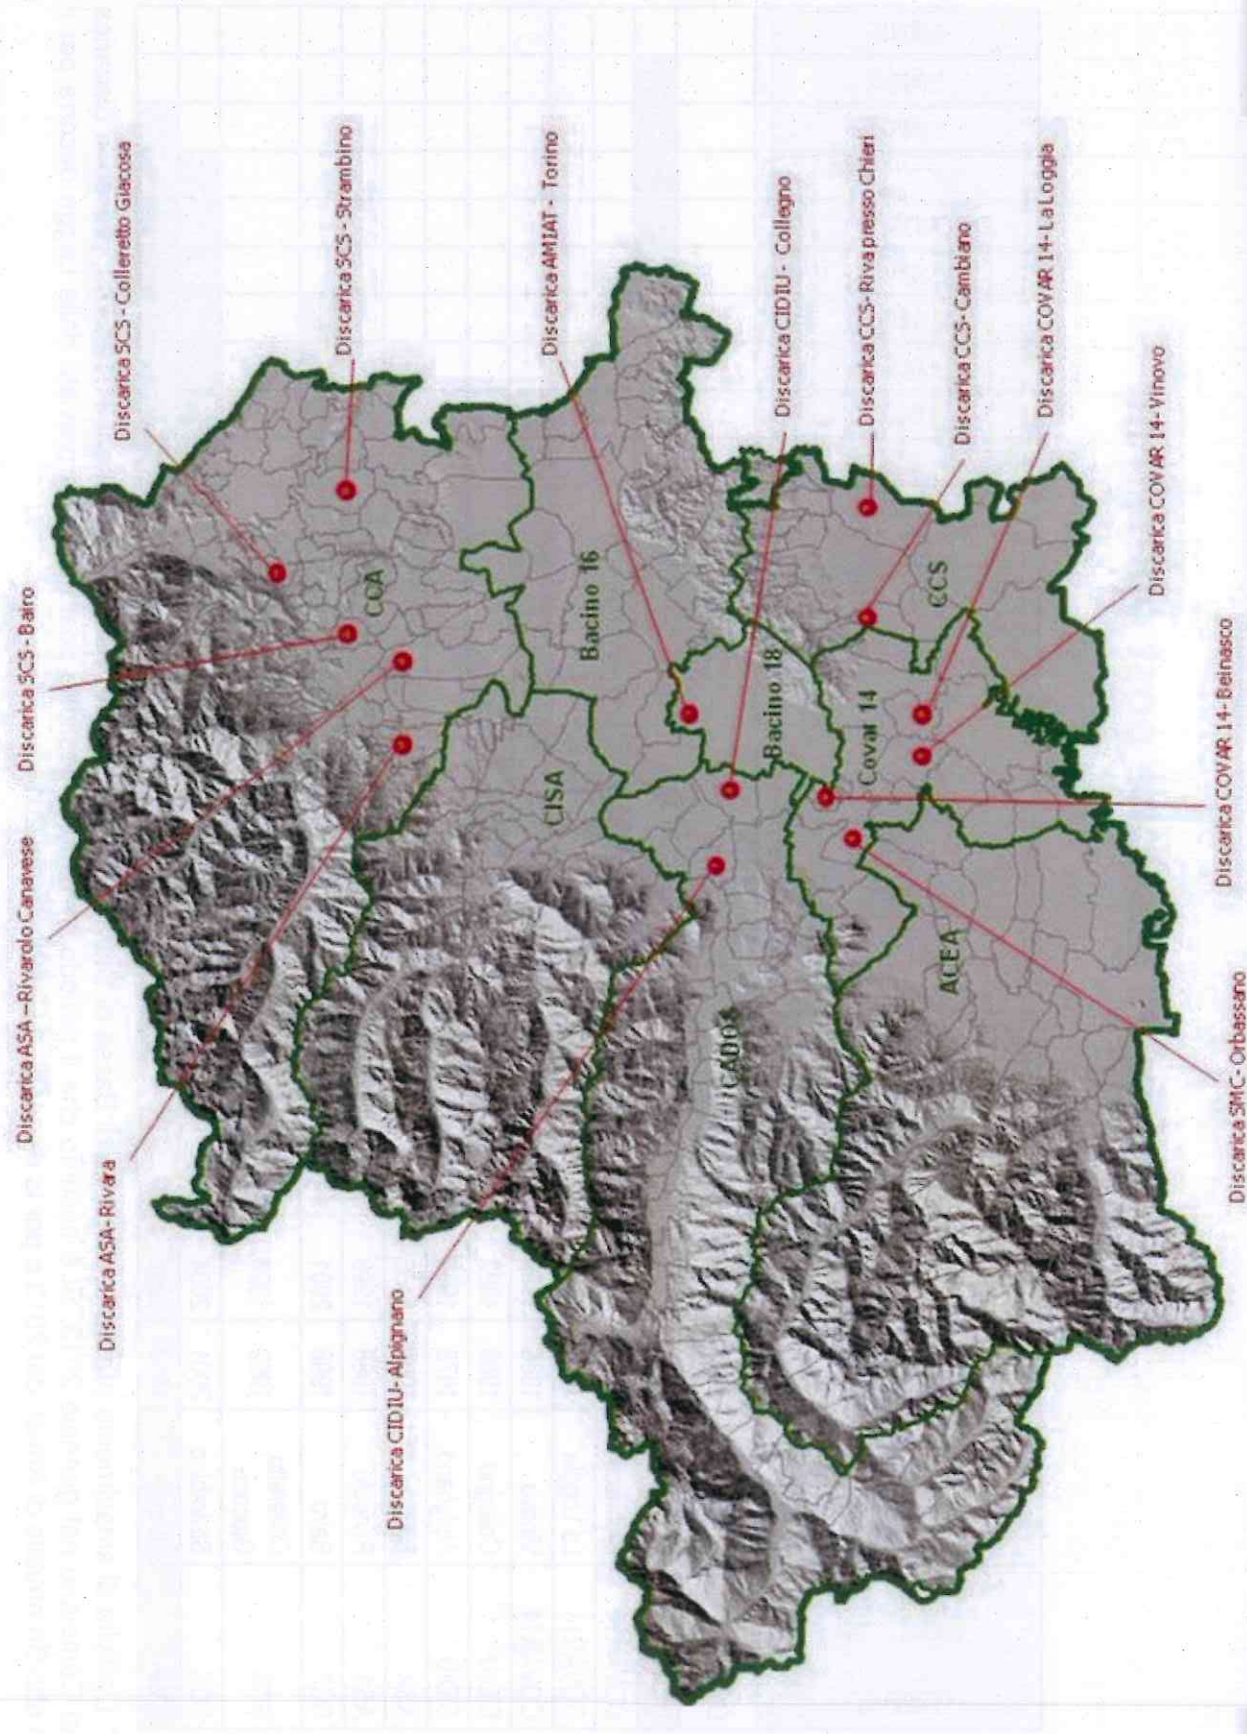 Discarica SCS - Colleretto Giacosa
Discarica SCS - Strambino
Discarica AMIAT - Torino
Discarica CIDIU - Collegno
Discarica CCS- Riva presso Chieri
Discarica CCS- Cambiano
Discarica COVAR 14- La Loggia
Discarica COVAR 14- Vinovo
Discarica COVAR 14- Beinasco
Discarica SMC- Orbassano
Discarica CIDIU- Alpignano
Discarica ASA- Rivara
Discarica ASA – Rivarolo Canavese
Discarica SCS - Bairo
CCA
Bacino 16
CISA
Bacino 18
Covar 14
CCS
ACEA